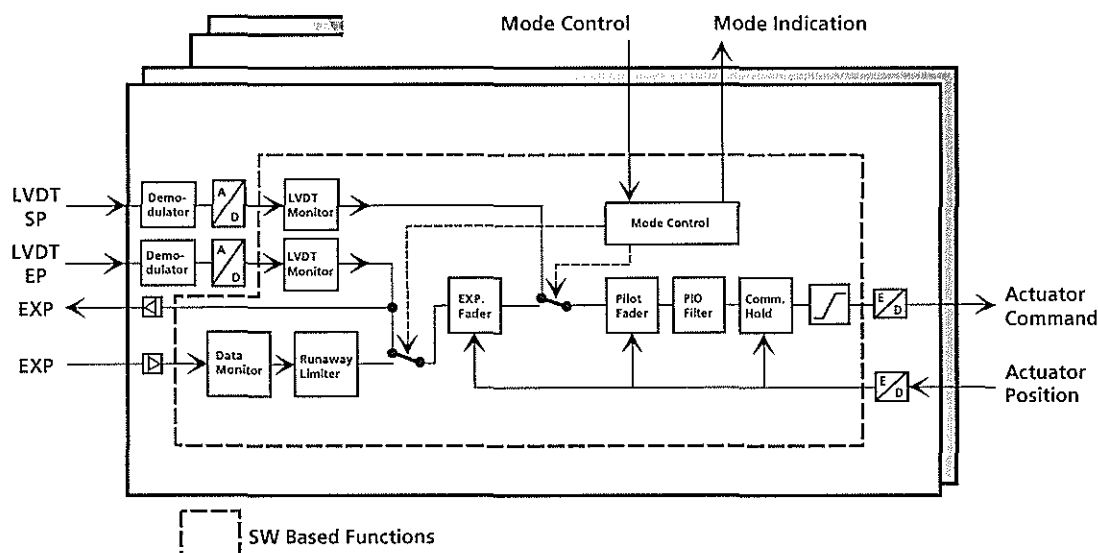 Mode Control
Mode Indication
LVDT
SP
Demo-
dulator
A
D
LVDT
Monitor
Mode Control
LVDT
EP
Demo-
dulator
A
D
LVDT
Monitor
EXP
EXP.
Fader
Pilot
Fader
PIO
Filter
Comm.
Hold
E
D
Actuator
Command
EXP
Data
Monitor
Runaway
Limiter
E
D
Actuator
Position
SW Based Functions